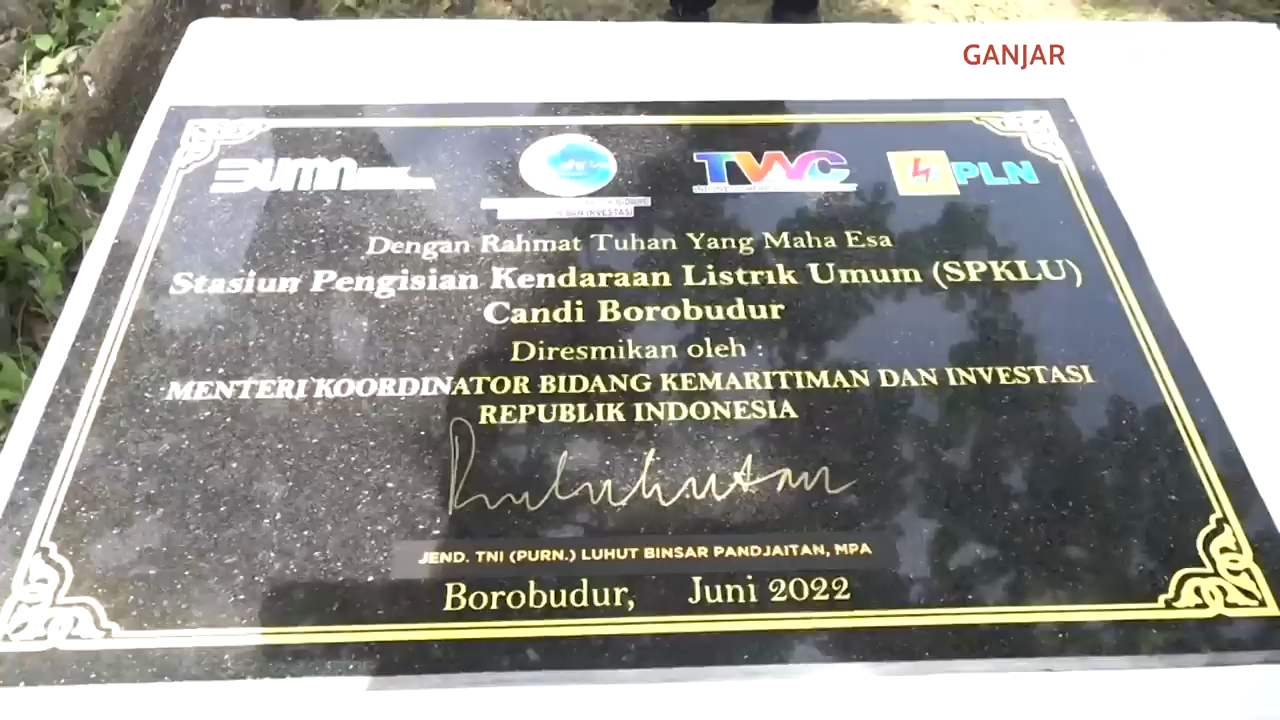 GANJAR
BUMN
TWC
PLN
DAN INVESTASI
Dengan Rahmat Tuhan Yang Maha Esa
Stasiun Pengisian Kendaraan Listrik Umum (SPKLU)
Candi Borobudur
Diresmikan oleh :
MENTERI KOORDINATOR BIDANG KEMARITIMAN DAN INVESTASI
REPUBLIK INDONESIA
JEND. TNI (PURN.) LUHUT BINSAR PANDJAITAN, MPA
Borobudur, Juni 2022